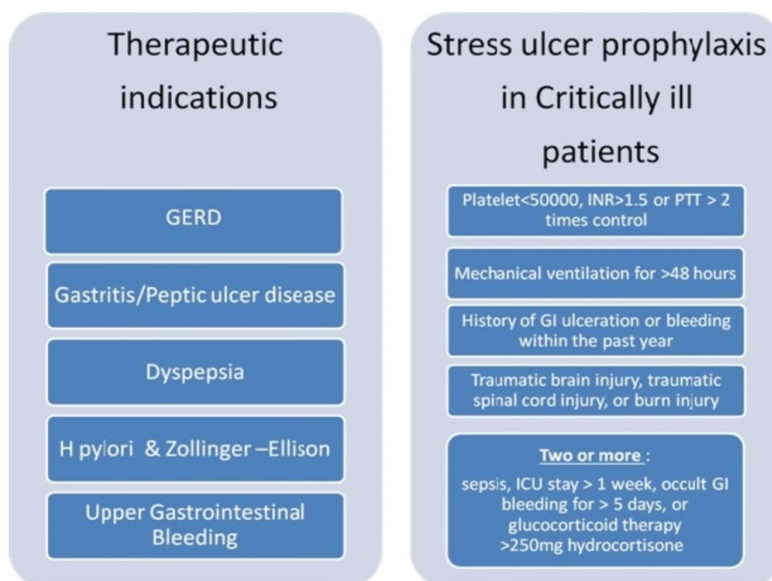 Therapeutic
indications
GERD
Gastritis/Peptic ulcer disease
Dyspepsia
H pylori & Zollinger –Ellison
Upper Gastrointestinal
Bleeding
Stress ulcer prophylaxis
in Critically ill
patients
Platelet<50000, INR>1.5 or PTT > 2
times control
Mechanical ventilation for >48 hours
History of GI ulceration or bleeding
within the past year
Traumatic brain injury, traumatic
spinal cord injury, or burn injury
Two or more :
sepsis, ICU stay > 1 week, occult GI
bleeding for > 5 days, or
glucocorticoid therapy
>250mg hydrocortisone